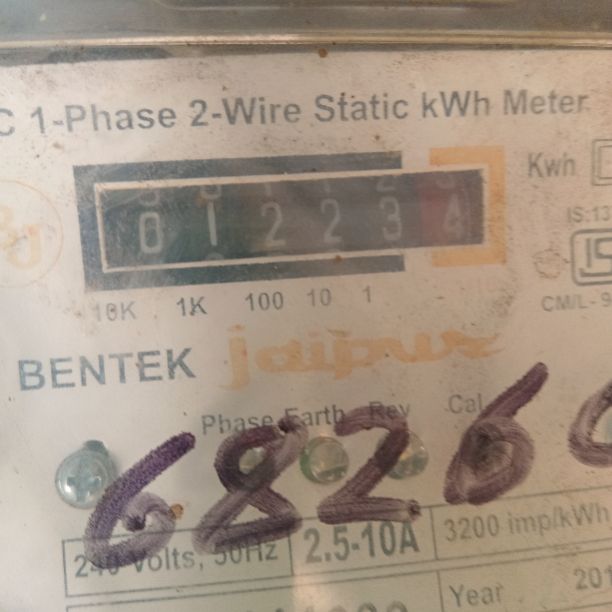 C 1-Phase 2-Wire Static kWh Meter
Kwh
0 1 2 2 3 4
10K 1K 100 10 1
IS:13
CM/L - 9
BENTEK jaipur
Phase Earth Rev Cal
68260
240 Volts, 50Hz 2.5-10A 3200 imp/kWh
Year 201